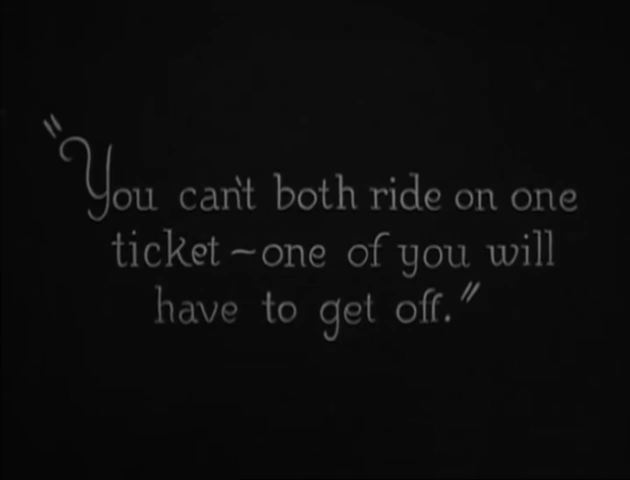 "You can't both ride on one
ticket – one of you will
have to get off."